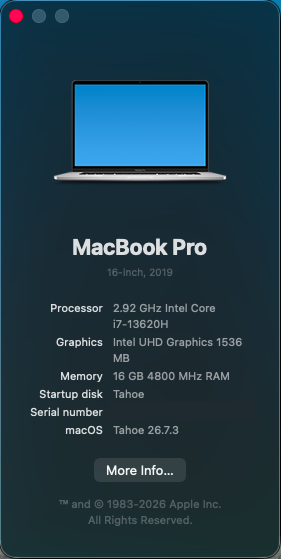 MacBook Pro
16-inch, 2019
Processor 2.92 GHz Intel Core
i7-13620H
Graphics Intel UHD Graphics 1536
MB
Memory 16 GB 4800 MHz RAM
Startup disk Tahoe
Serial number
macOS Tahoe 26.7.3
More Info...
™ and © 1983-2026 Apple Inc.
All Rights Reserved.